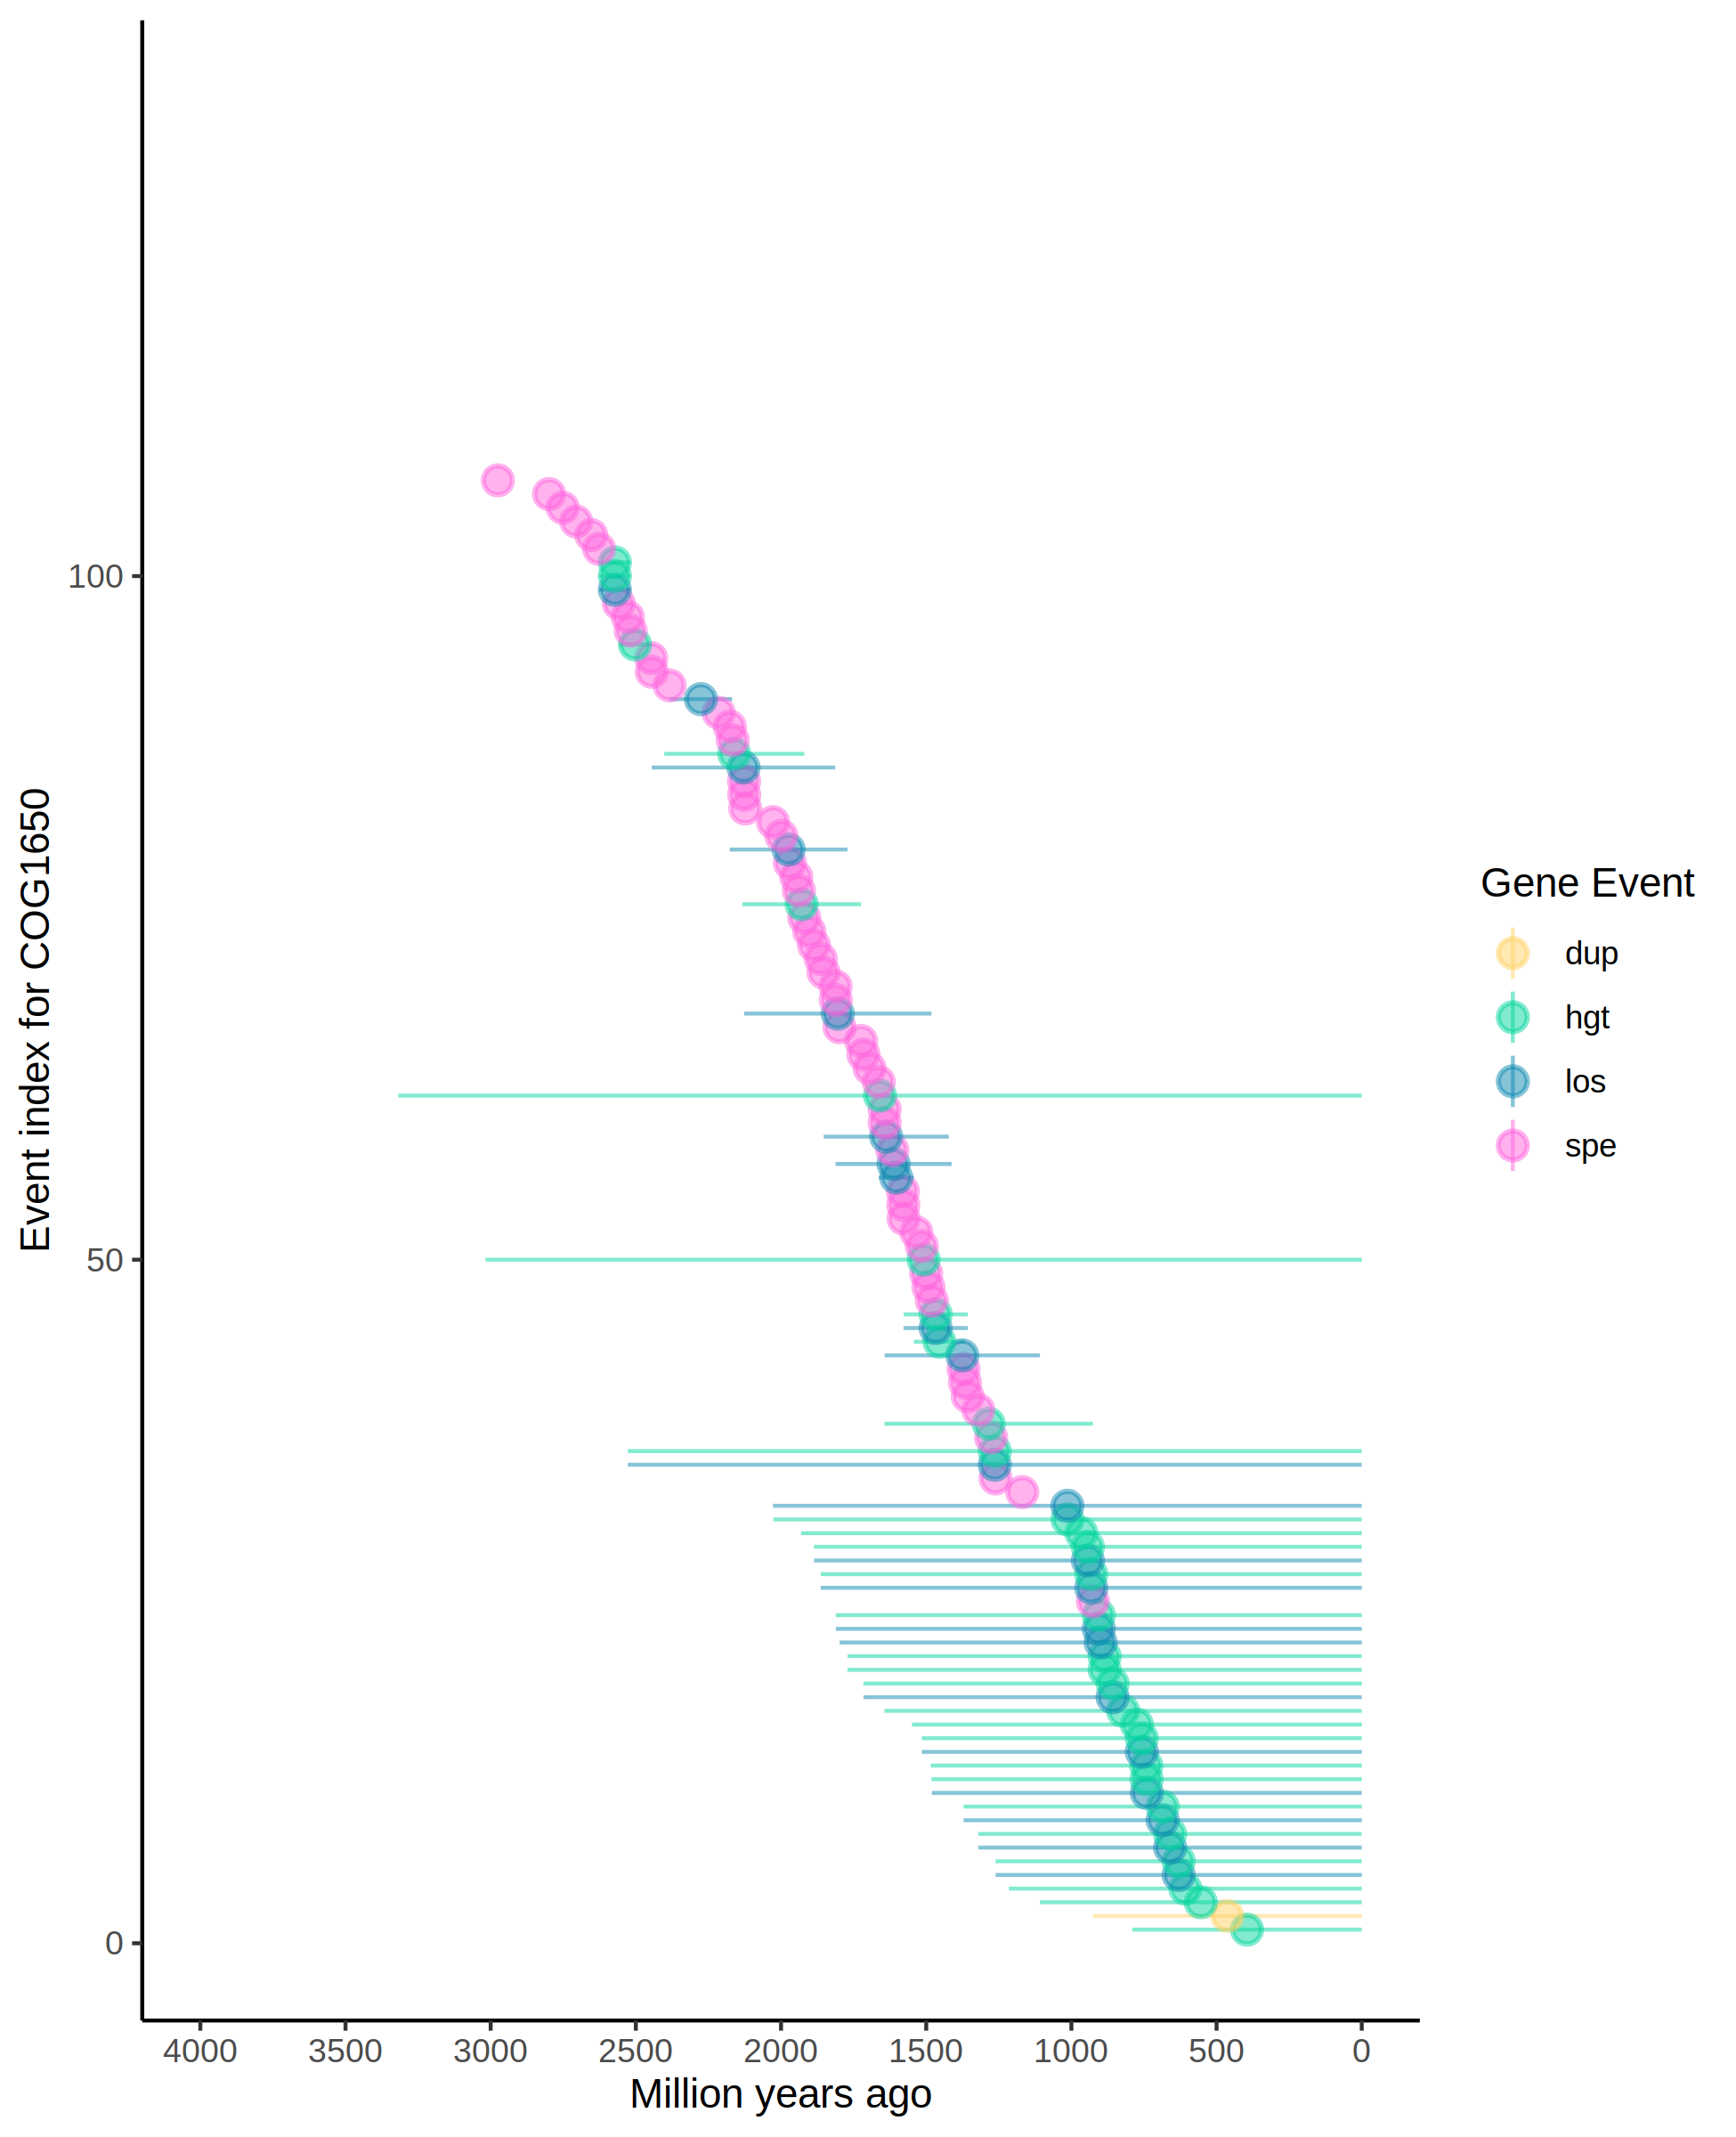 Event index for COG1650
100
50
0
4000 3500 3000 2500 2000 1500 1000 500 0
Million years ago
Gene Event
dup
hgt
los
spe